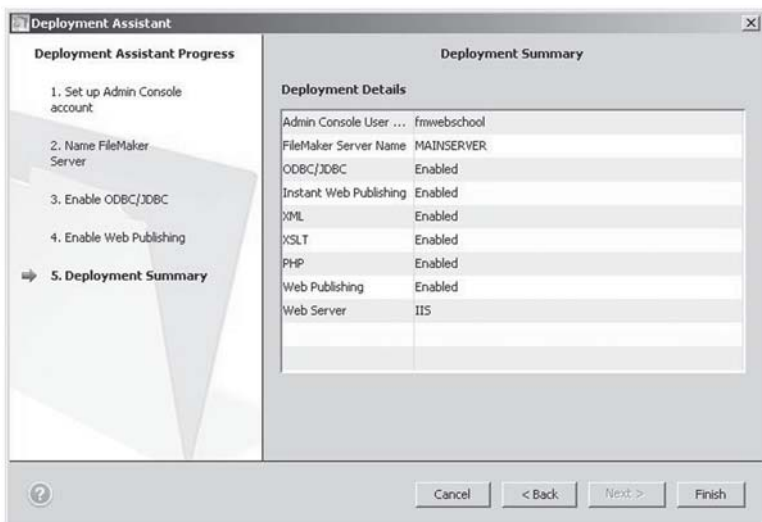 Deployment Assistant
Deployment Assistant Progress
1. Set up Admin Console
account
2. Name FileMaker
Server
3. Enable ODBC/JDBC
4. Enable Web Publishing
5. Deployment Summary
Deployment Summary
Deployment Details
Admin Console User ... fmwebschool
FileMaker Server Name MAINSERVER
ODBC/JDBC Enabled
Instant Web Publishing Enabled
XML Enabled
XSLT Enabled
PHP Enabled
Web Publishing Enabled
Web Server IIS
?
Cancel < Back Next > Finish